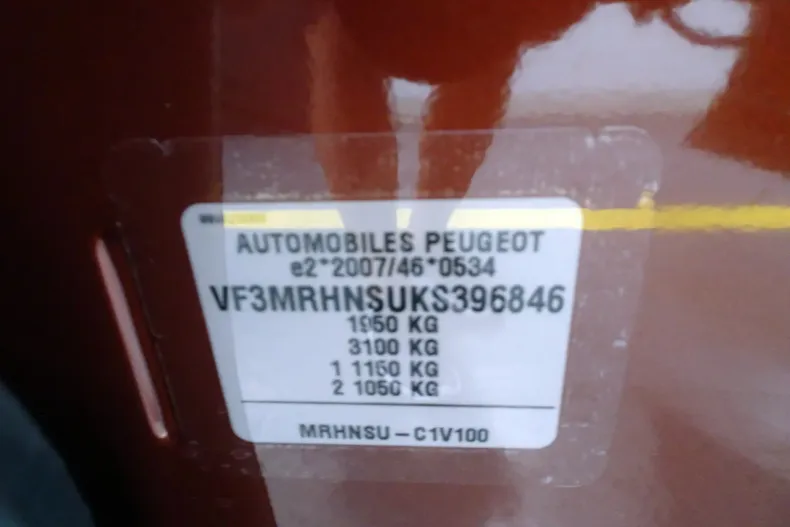 AUTOMOBILES PEUGEOT
e2*2007/46*0534
VF3MRHNSUKS396846
1950 KG
3100 KG
1 1150 KG
2 1050 KG
MRHNSU-C1V100